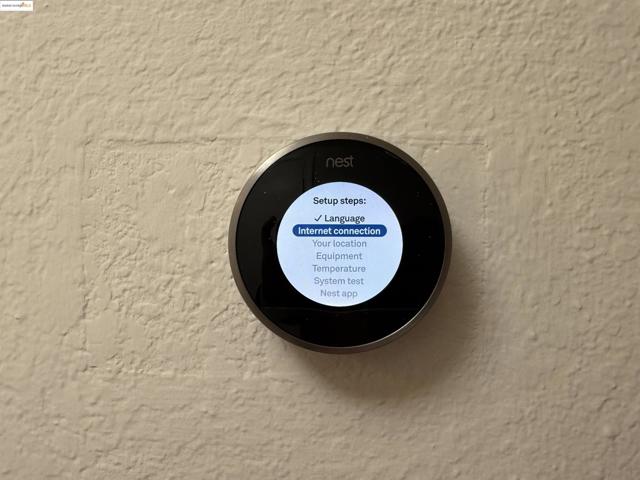 nest
Setup steps:
✓ Language
Internet connection
Your location
Equipment
Temperature
System test
Nest app